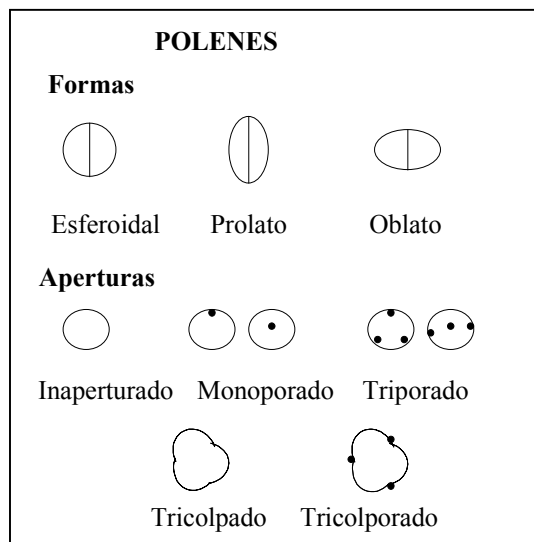 POLENES
Formas
Esferoidal Prolato Oblato
Aperturas
Inaperturado Monoporado Triporado
Tricolpado Tricolporado